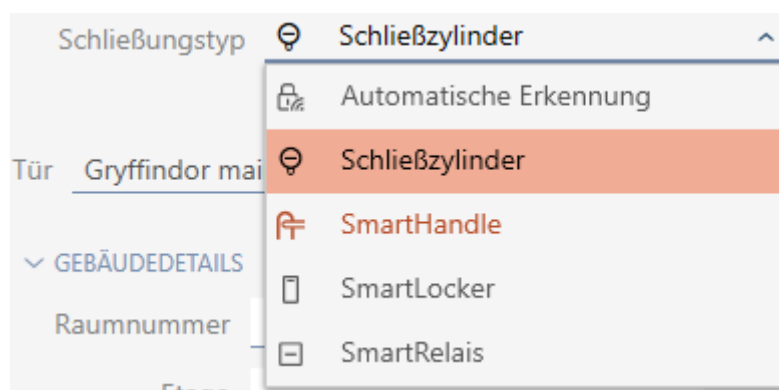 Schließungstyp Schließzylinder
Automatische Erkennung
Schließzylinder
Tür Gryffindor mai
SmartHandle
GEBÄUDEDETAILS
SmartLocker
Raumnummer
SmartRelais